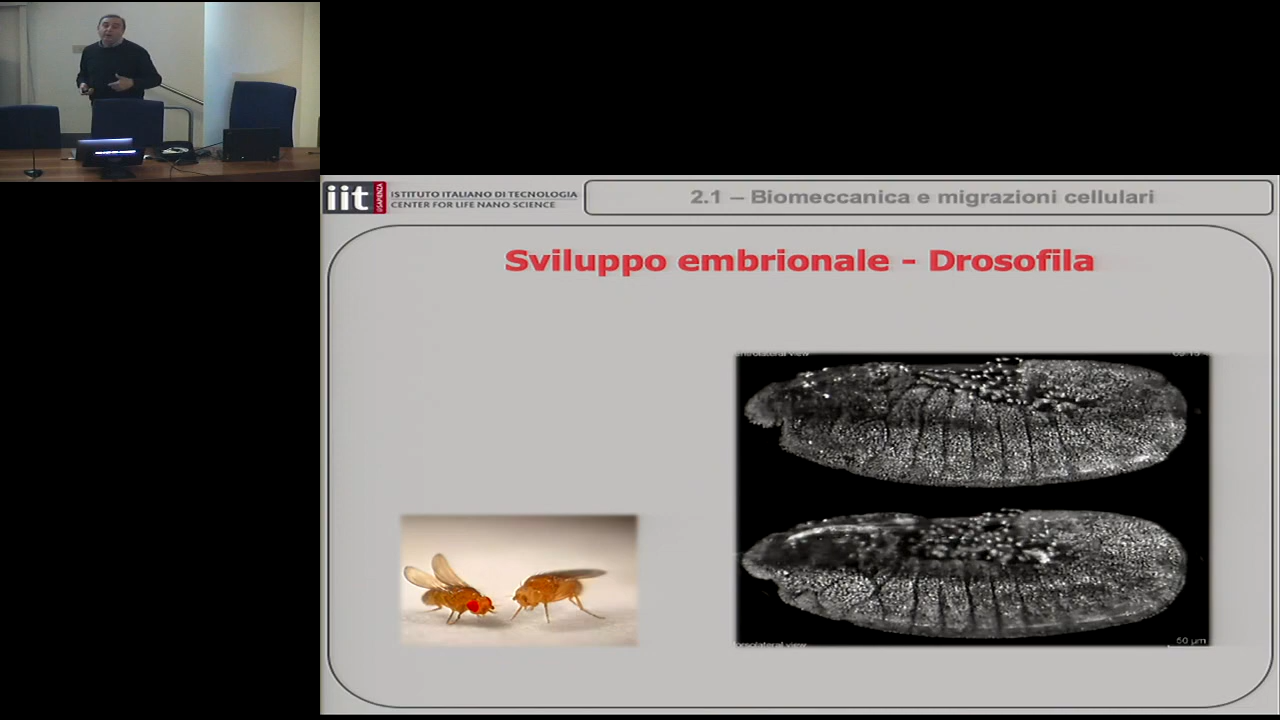 iit SAPIENZA ISTITUTO ITALIANO DI TECNOLOGIA
CENTER FOR LIFE NANO SCIENCE
2.1 – Biomeccanica e migrazioni cellulari
Sviluppo embrionale - Drosofila
50 µm